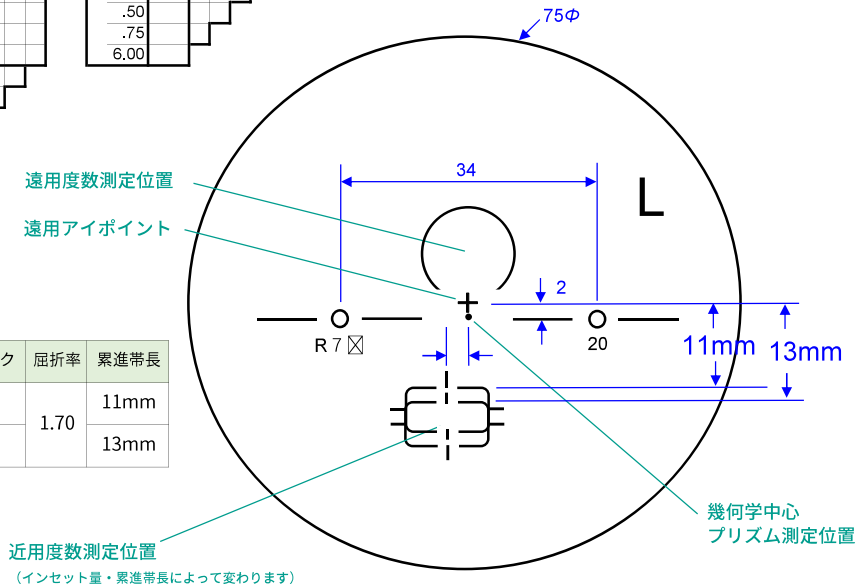 .50
.75
6.00
75Φ
34
遠用度数測定位置
遠用アイポイント
L
2
R 7
20
11mm
13mm
ク 屈折率 累進帯長
1.70
11mm
13mm
幾何学中心
プリズム測定位置
近用度数測定位置
(インセット量・累進帯長によって変わります)